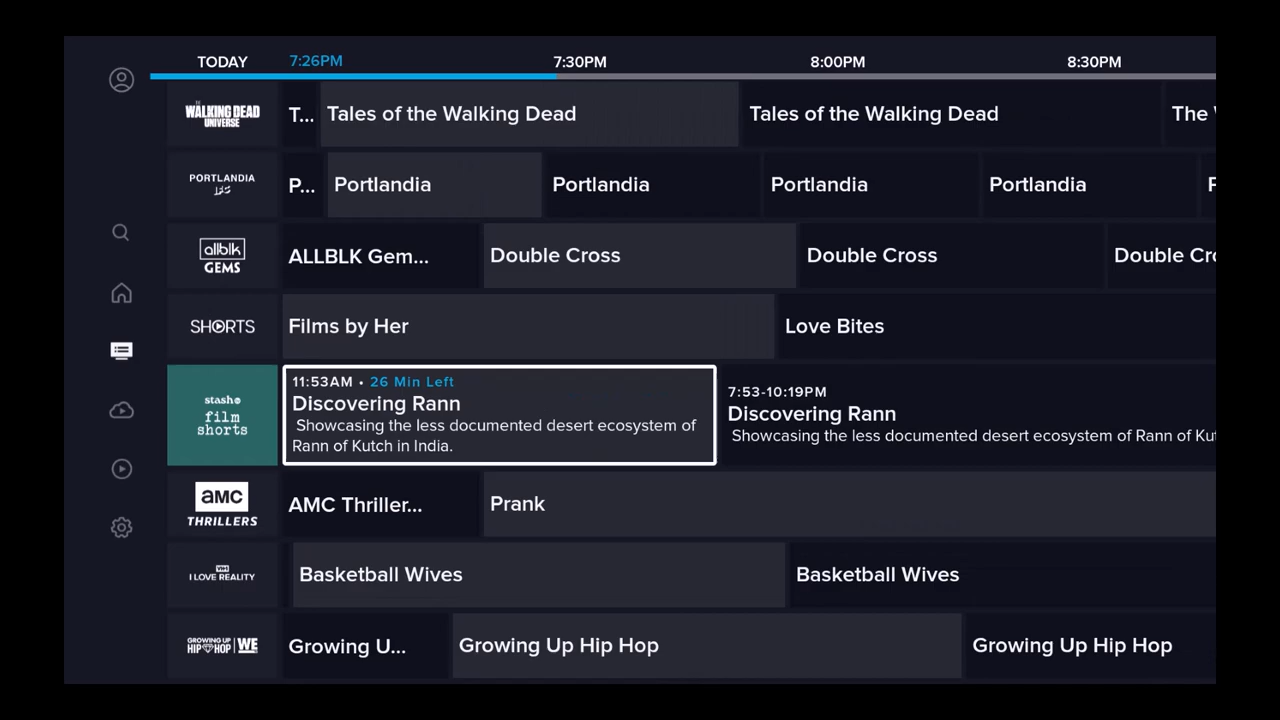 TODAY 7:26PM 7:30PM 8:00PM 8:30PM
THE WALKING DEAD UNIVERSE T... Tales of the Walking Dead Tales of the Walking Dead The
PORTLANDIA IFC P... Portlandia Portlandia Portlandia Portlandia P
allblk GEMS ALLBLK Gem... Double Cross Double Cross Double Cro
SHORTS Films by Her Love Bites
stash film shorts
11:53AM • 26 Min Left
Discovering Rann
Showcasing the less documented desert ecosystem of
Rann of Kutch in India.
7:53-10:19PM
Discovering Rann
Showcasing the less documented desert ecosystem of Rann of Kut
AMC THRILLERS AMC Thriller... Prank
VH1 I LOVE REALITY Basketball Wives Basketball Wives
GROWING UP HIP HOP | WE Growing U... Growing Up Hip Hop Growing Up Hip Hop